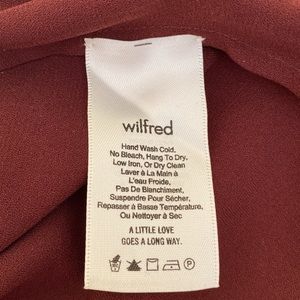 wilfred
Hand Wash Cold,
No Bleach, Hang To Dry,
Low Iron, Or Dry Clean
Laver à La Main à
L'eau Froide,
Pas De Blanchiment,
Suspendre Pour Sécher,
Repasser à Basse Température,
Ou Nettoyer à Sec
A LITTLE LOVE
GOES A LONG WAY.
P